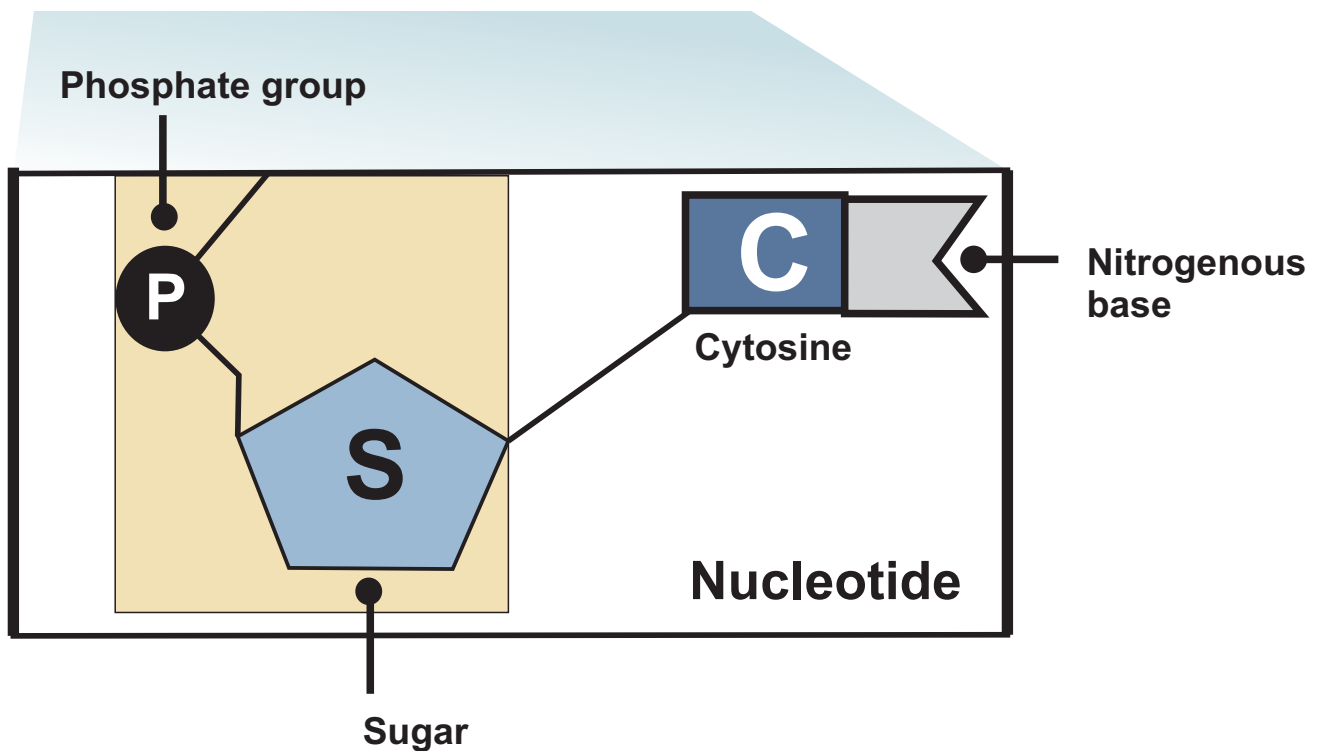 Phosphate group
P
C
Nitrogenous
base
Cytosine
S
Nucleotide
Sugar